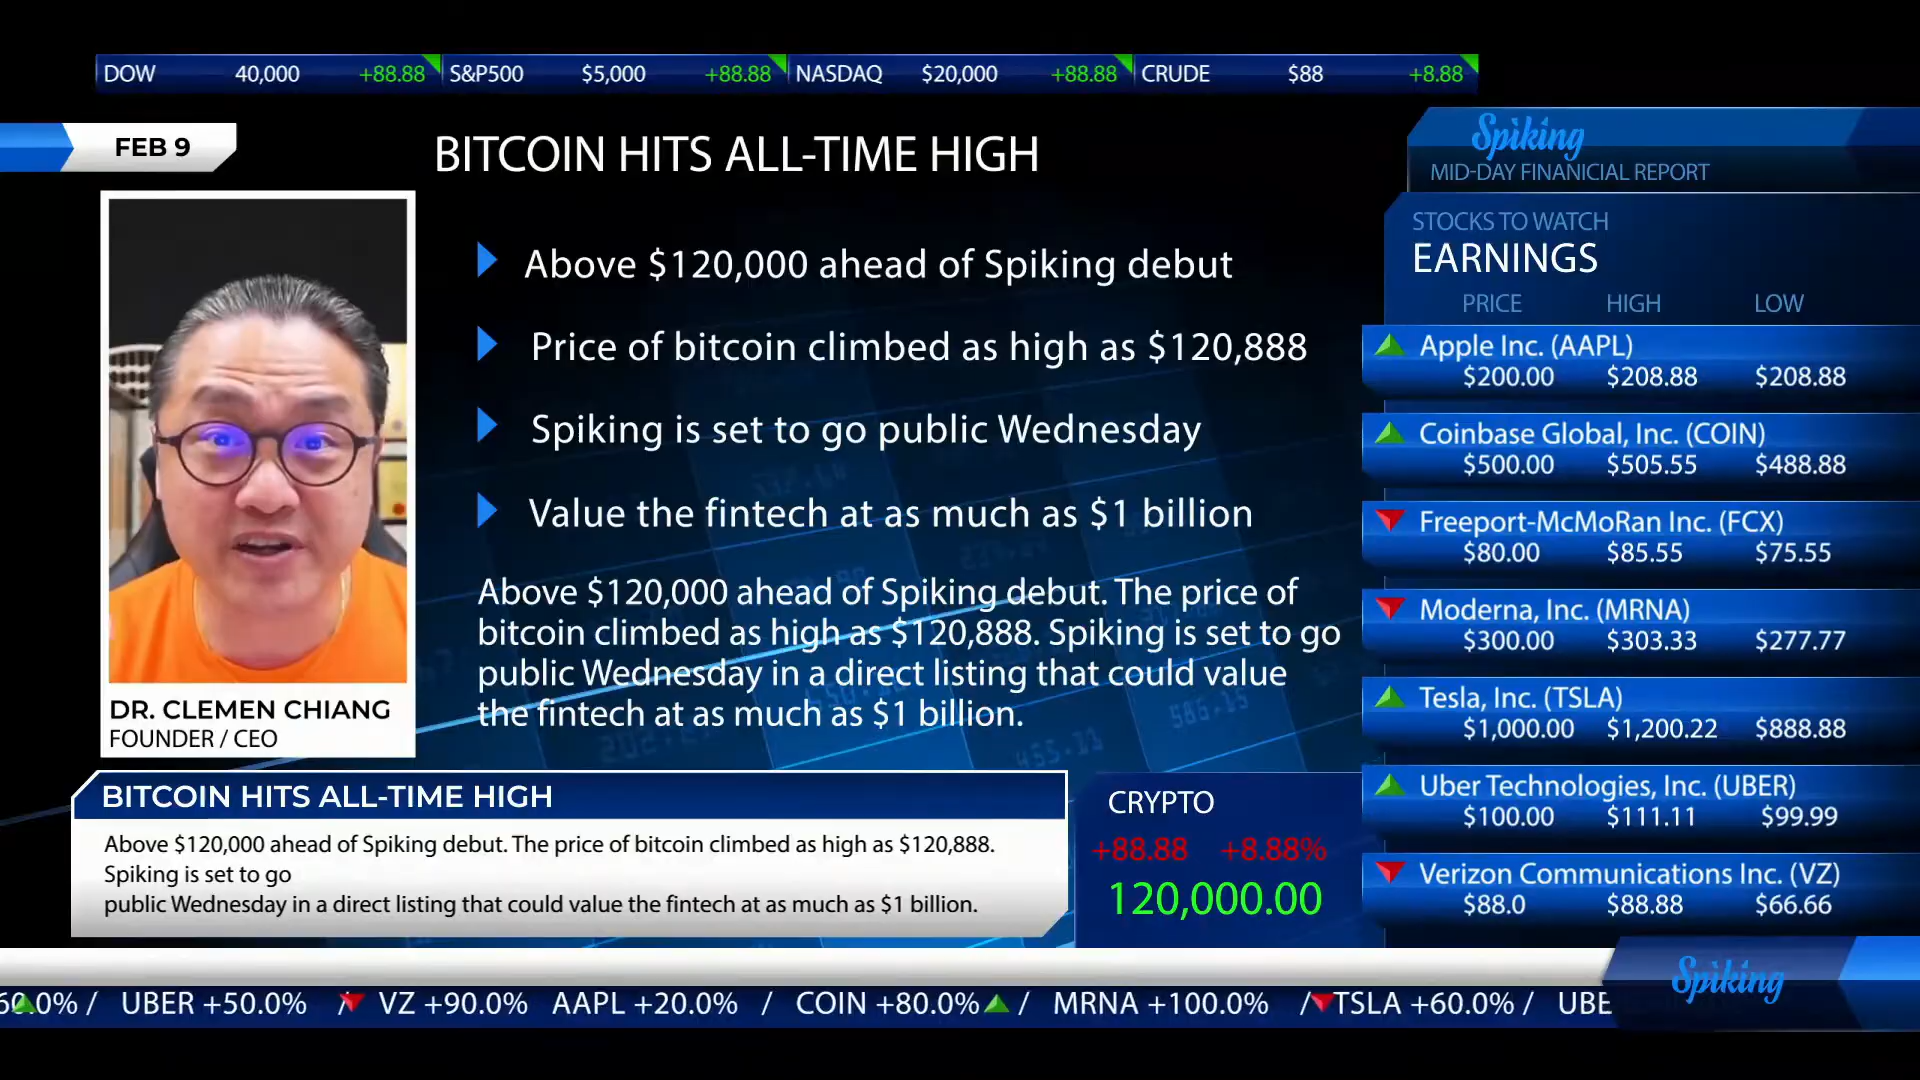 DOW 40,000 +88.88 S&P500 $5,000 +88.88 NASDAQ $20,000 +88.88 CRUDE $88 +8.88
FEB 9
BITCOIN HITS ALL-TIME HIGH
Above $120,000 ahead of Spiking debut
Price of bitcoin climbed as high as $120,888
Spiking is set to go public Wednesday
Value the fintech at as much as $1 billion
Above $120,000 ahead of Spiking debut. The price of
bitcoin climbed as high as $120,888. Spiking is set to go
public Wednesday in a direct listing that could value
the fintech at as much as $1 billion.
DR. CLEMEN CHIANG
FOUNDER / CEO
BITCOIN HITS ALL-TIME HIGH
Above $120,000 ahead of Spiking debut. The price of bitcoin climbed as high as $120,888.
Spiking is set to go
public Wednesday in a direct listing that could value the fintech at as much as $1 billion.
CRYPTO
+88.88 +8.88%
120,000.00
Spiking
MID-DAY FINANICIAL REPORT
STOCKS TO WATCH
EARNINGS
PRICE HIGH LOW
Apple Inc. (AAPL)
$200.00 $208.88 $208.88
Coinbase Global, Inc. (COIN)
$500.00 $505.55 $488.88
Freeport-McMoRan Inc. (FCX)
$80.00 $85.55 $75.55
Moderna, Inc. (MRNA)
$300.00 $303.33 $277.77
Tesla, Inc. (TSLA)
$1,000.00 $1,200.22 $888.88
Uber Technologies, Inc. (UBER)
$100.00 $111.11 $99.99
Verizon Communications Inc. (VZ)
$88.0 $88.88 $66.66
Spiking
60.0% / UBER +50.0% / VZ +90.0% AAPL +20.0% / COIN +80.0% / MRNA +100.0% / TSLA +60.0% / UBE